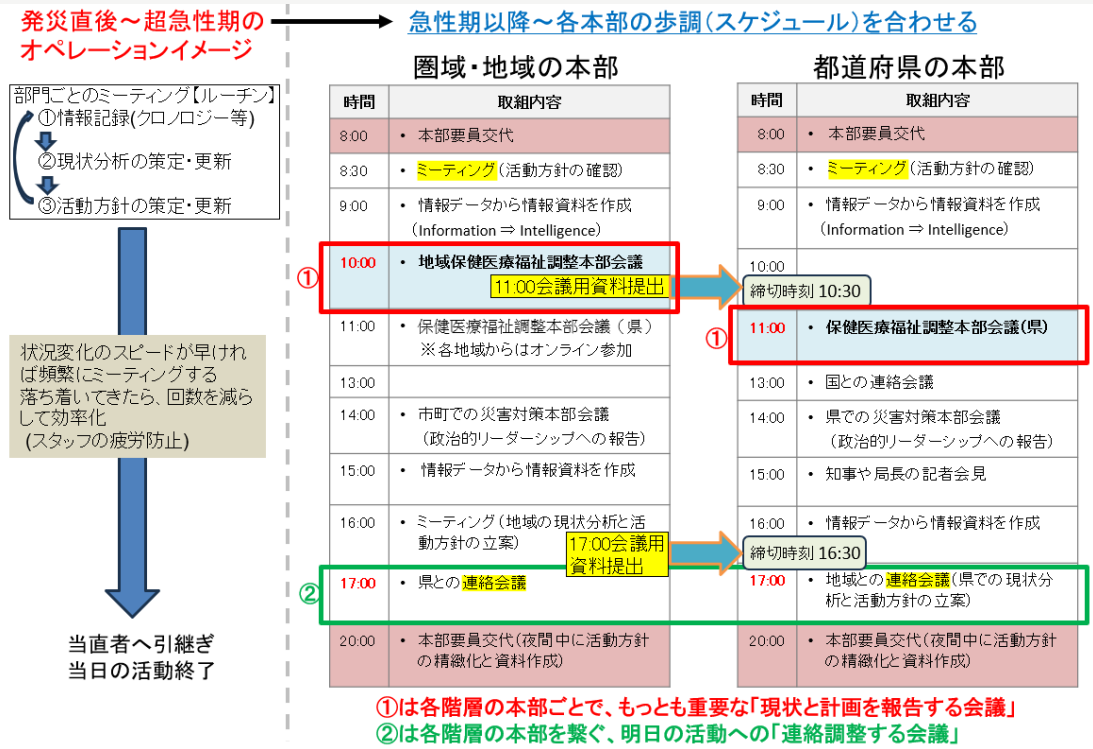 発災直後～超急性期の
オペレーションイメージ
急性期以降～各本部の歩調(スケジュール)を合わせる
部門ごとのミーティング【ルーチン】
①情報記録(クロノロジー等)
②現状分析の策定・更新
③活動方針の策定・更新
状況変化のスピードが早けれ
ば頻繁にミーティングする
落ち着いてきたら、回数を減ら
して効率化
(スタッフの疲労防止)
当直者へ引継ぎ
当日の活動終了
圏域・地域の本部
時間 取組内容
8:00 • 本部要員交代
8:30 • ミーティング(活動方針の確認)
9:00 • 情報データから情報資料を作成
(Information ⇒ Intelligence)
①
10:00 • 地域保健医療福祉調整本部会議
11:00会議用資料提出
11:00 • 保健医療福祉調整本部会議(県)
※各地域からはオンライン参加
13:00
14:00 • 市町での災害対策本部会議
(政治的リーダーシップへの報告)
15:00 • 情報データから情報資料を作成
16:00 • ミーティング(地域の現状分析と活
動方針の立案)
17:00会議用
資料提出
②
17:00 • 県との連絡会議
20:00 • 本部要員交代(夜間中に活動方針
の精緻化と資料作成)
都道府県の本部
時間 取組内容
8:00 • 本部要員交代
8:30 • ミーティング(活動方針の確認)
9:00 • 情報データから情報資料を作成
(Information ⇒ Intelligence)
10:00
締切時刻 10:30
①
11:00 • 保健医療福祉調整本部会議(県)
13:00 • 国との連絡会議
14:00 • 県での災害対策本部会議
(政治的リーダーシップへの報告)
15:00 • 知事や局長の記者会見
16:00 • 情報データから情報資料を作成
締切時刻 16:30
17:00 • 地域との連絡会議(県での現状分
析と活動方針の立案)
20:00 • 本部要員交代(夜間中に活動方針
の精緻化と資料作成)
①は各階層の本部ごとで、もっとも重要な「現状と計画を報告する会議」
②は各階層の本部を繋ぐ、明日の活動への「連絡調整する会議」